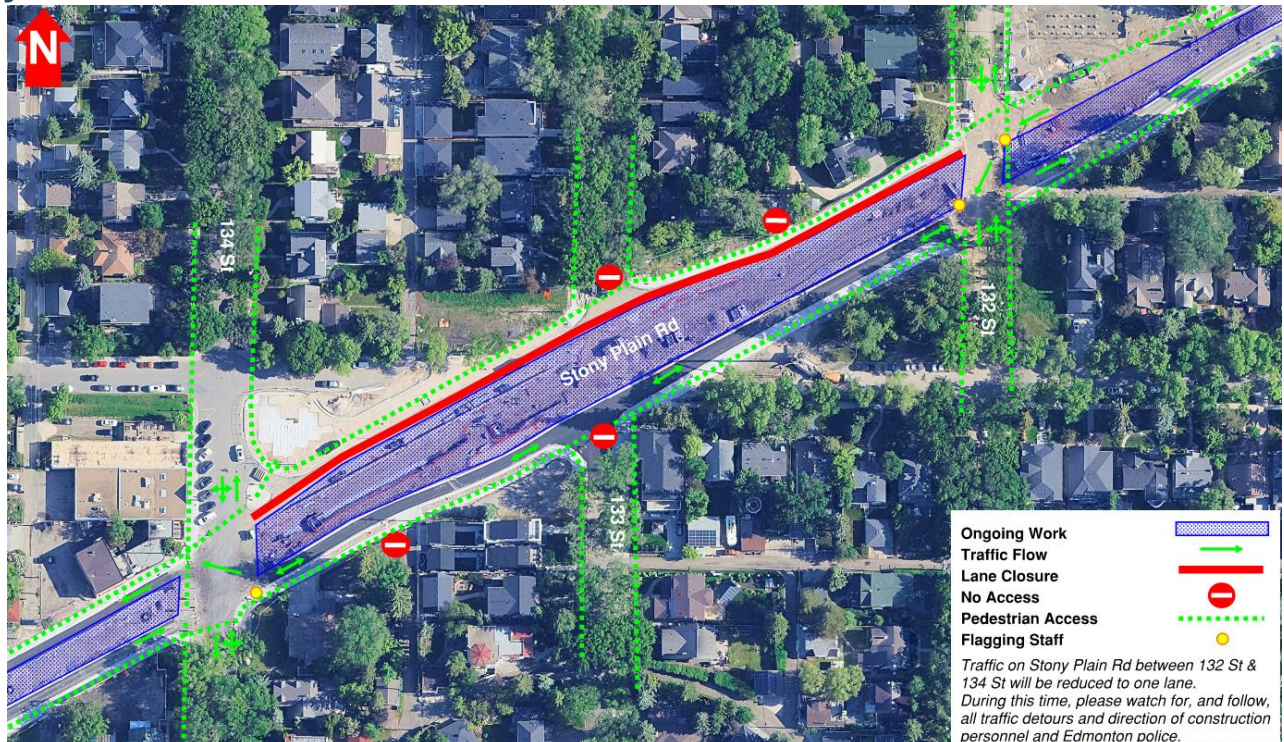 N
134 St
132 St
Stony Plain Rd
133 St
Ongoing Work
Traffic Flow
Lane Closure
No Access
Pedestrian Access
Flagging Staff
Traffic on Stony Plain Rd between 132 St &
134 St will be reduced to one lane.
During this time, please watch for, and follow,
all traffic detours and direction of construction
personnel and Edmonton police.